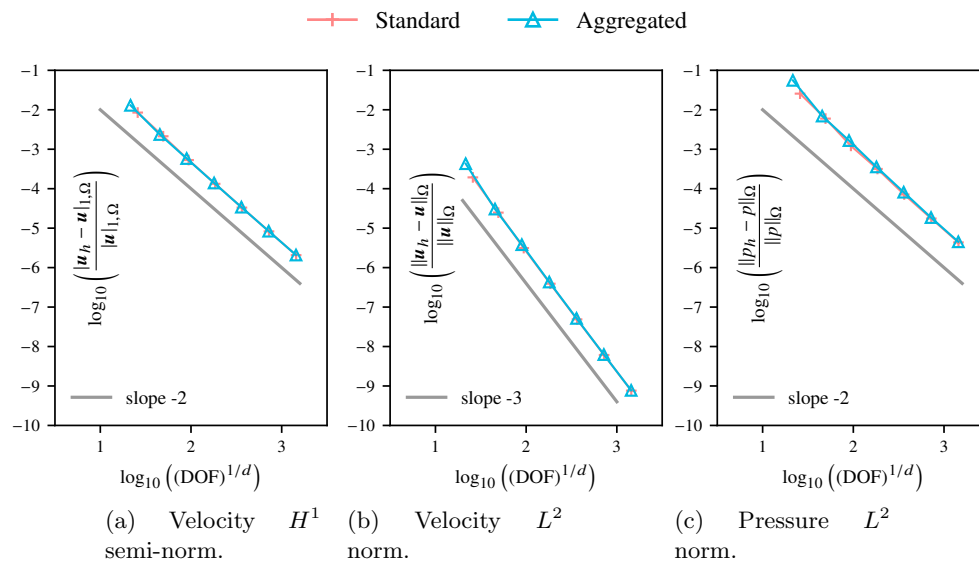 Standard Aggregated
−1
−2
−3
−4
−5
−6
−7
−8
−9
−10
log10 ( |𝒖h − 𝒖|1,Ω / |𝒖|1,Ω )
slope -2
1 2 3
log10 ((DOF)^1/d)
(a) Velocity H^1
semi-norm.
−1
−2
−3
−4
−5
−6
−7
−8
−9
−10
log10 ( ‖𝒖h − 𝒖‖Ω / ‖𝒖‖Ω )
slope -3
1 2 3
log10 ((DOF)^1/d)
(b) Velocity L^2
norm.
−1
−2
−3
−4
−5
−6
−7
−8
−9
−10
log10 ( ‖ph − p‖Ω / ‖p‖Ω )
slope -2
1 2 3
log10 ((DOF)^1/d)
(c) Pressure L^2
norm.